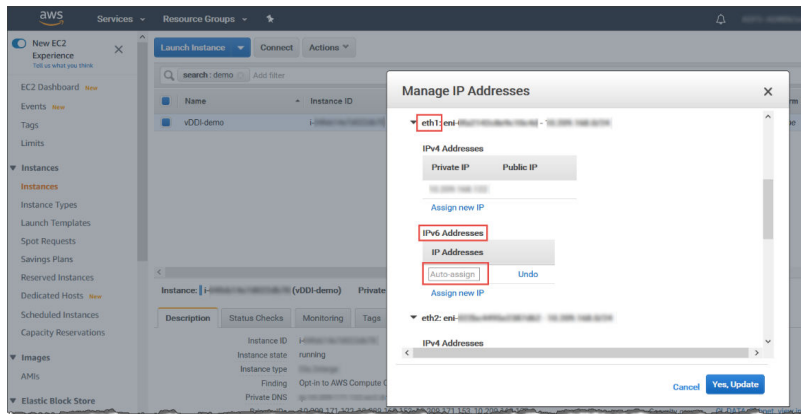 aws
Services
Resource Groups
New EC2
Experience
Tell us what you think
EC2 Dashboard New
Events New
Tags
Limits
Instances
Instances
Instance Types
Launch Templates
Spot Requests
Savings Plans
Reserved Instances
Dedicated Hosts New
Scheduled Instances
Capacity Reservations
Images
AMIs
Elastic Block Store
Launch Instance
Connect
Actions
search : demo
Add filter
Name
Instance ID
vDDI-demo
i-
Instance: i- (vDDI-demo) Private
Description
Status Checks
Monitoring
Tags
Instance ID i-
Instance state running
Instance type
Finding Opt-in to AWS Compute O
Private DNS
Manage IP Addresses
eth1: eni-
IPv4 Addresses
Private IP Public IP
Assign new IP
IPv6 Addresses
IP Addresses
Auto-assign Undo
Assign new IP
eth2: eni-
IPv4 Addresses
Cancel
Yes, Update